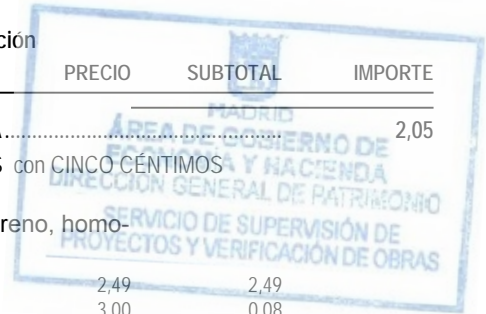 ción
PRECIO SUBTOTAL IMPORTE
MADRID
A.................................................. 2,05
ÁREA DE GOBIERNO DE
S con CINCO CÉNTIMOS
ECONOMÍA Y HACIENDA
DIRECCIÓN GENERAL DE PATRIMONIO
reno, homo-
SERVICIO DE SUPERVISIÓN DE
PROYECTOS Y VERIFICACIÓN DE OBRAS
2,49 2,49
3,00 0,08